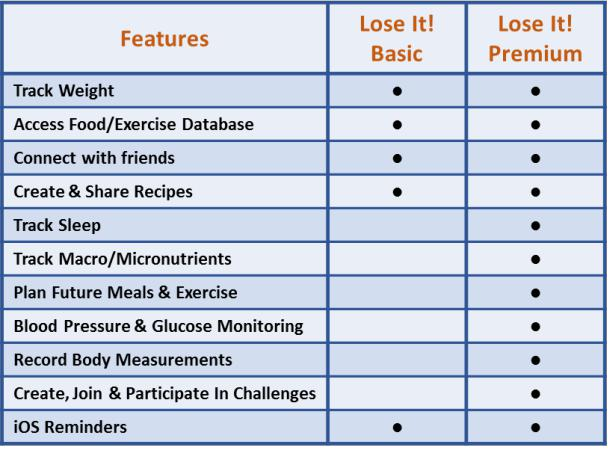 Features
Lose It!
Basic
Lose It!
Premium
Track Weight ● ●
Access Food/Exercise Database ● ●
Connect with friends ● ●
Create & Share Recipes ● ●
Track Sleep ●
Track Macro/Micronutrients ●
Plan Future Meals & Exercise ●
Blood Pressure & Glucose Monitoring ●
Record Body Measurements ●
Create, Join & Participate In Challenges ●
iOS Reminders ● ●